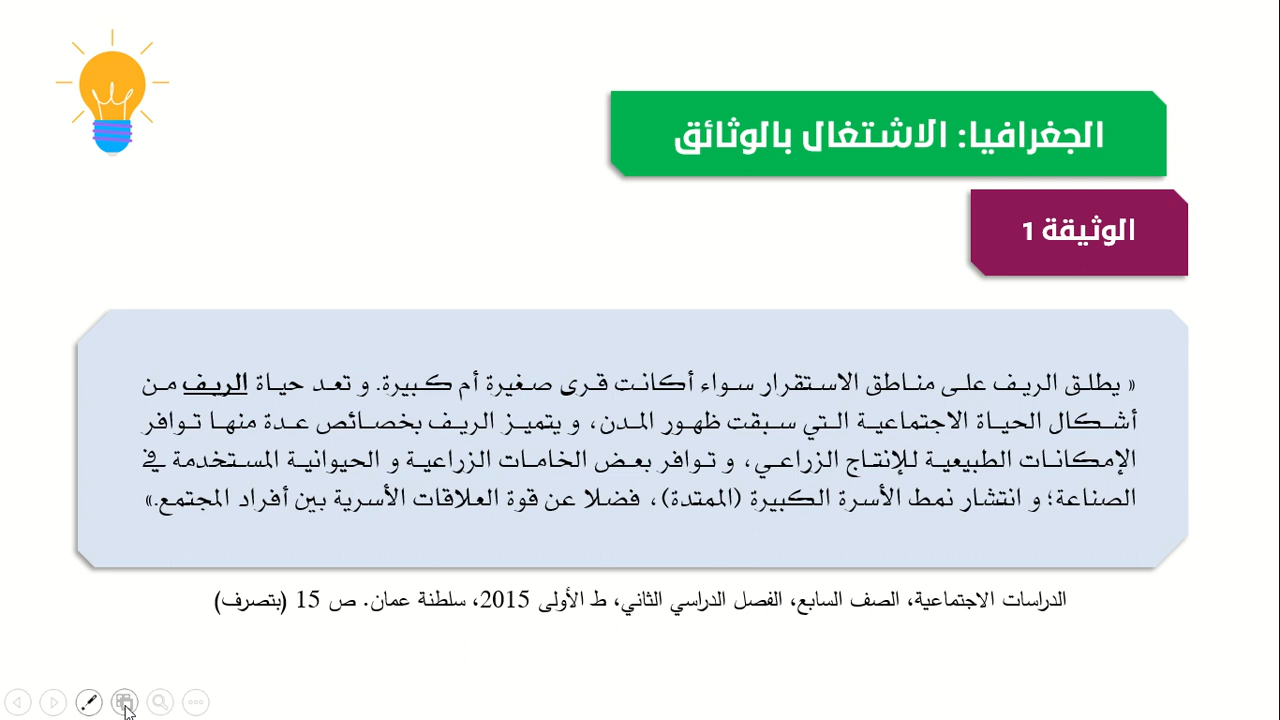 الجغرافيا: الاشتغال بالوثائق
الوثيقة 1
« يطلق الريف على مناطق الاستقرار سواء أكانت قرى صغيرة أم كبيرة. و تعد حياة الريف من
أشكال الحياة الاجتماعية التي سبقت ظهور المدن، و يتميز الريف بخصائص عدة منها توافر
الإمكانات الطبيعية للإنتاج الزراعي، و توافر بعض الخامات الزراعية و الحيوانية المستخدمة في
الصناعة؛ و انتشار نمط الأسرة الكبيرة (الممتدة)، فضلا عن قوة العلاقات الأسرية بين أفراد المجتمع.»
الدراسات الاجتماعية، الصف السابع، الفصل الدراسي الثاني، ط الأولى 2015، سلطنة عمان. ص 15 (بتصرف)